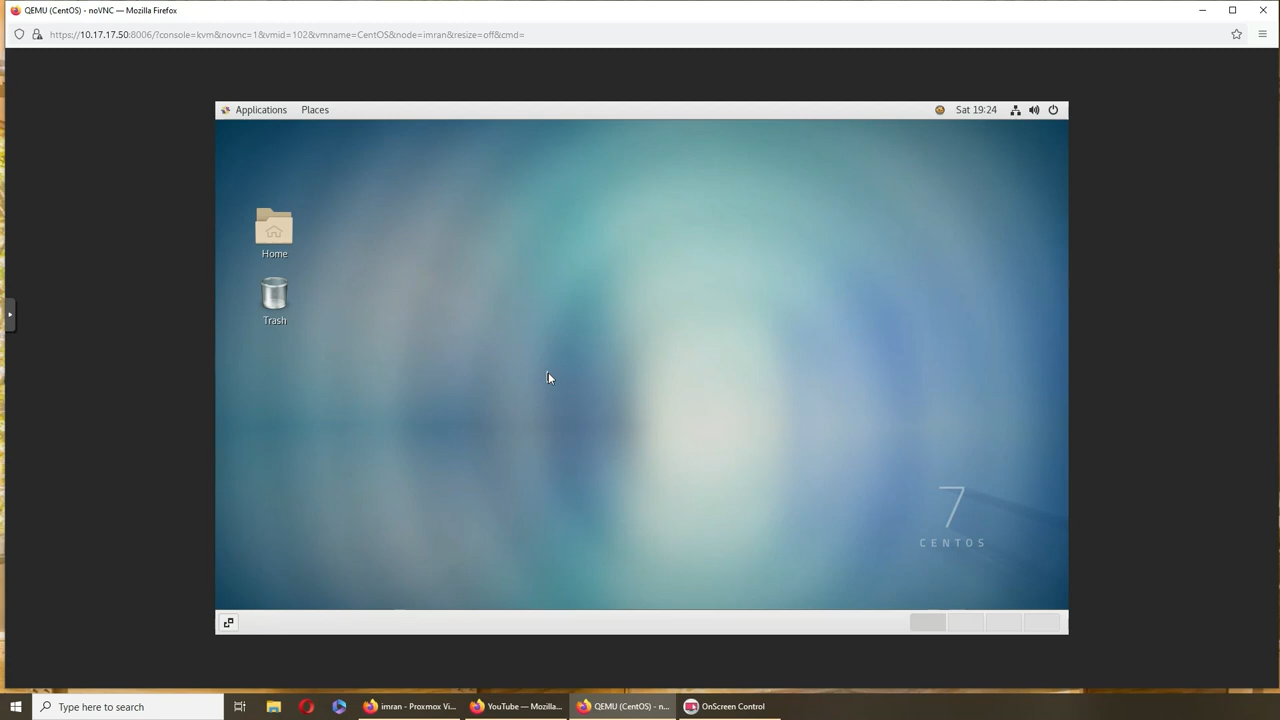 QEMU (CentOS) - noVNC — Mozilla Firefox
https://10.17.17.50:8006/?console=kvm&novnc=1&vmid=102&vmname=CentOS&node=imran&resize=off&cmd=
Applications Places Sat 19:24
Home
Trash
7
CENTOS
Type here to search
imran - Proxmox Vi...
YouTube — Mozilla...
QEMU (CentOS) - n...
OnScreen Control